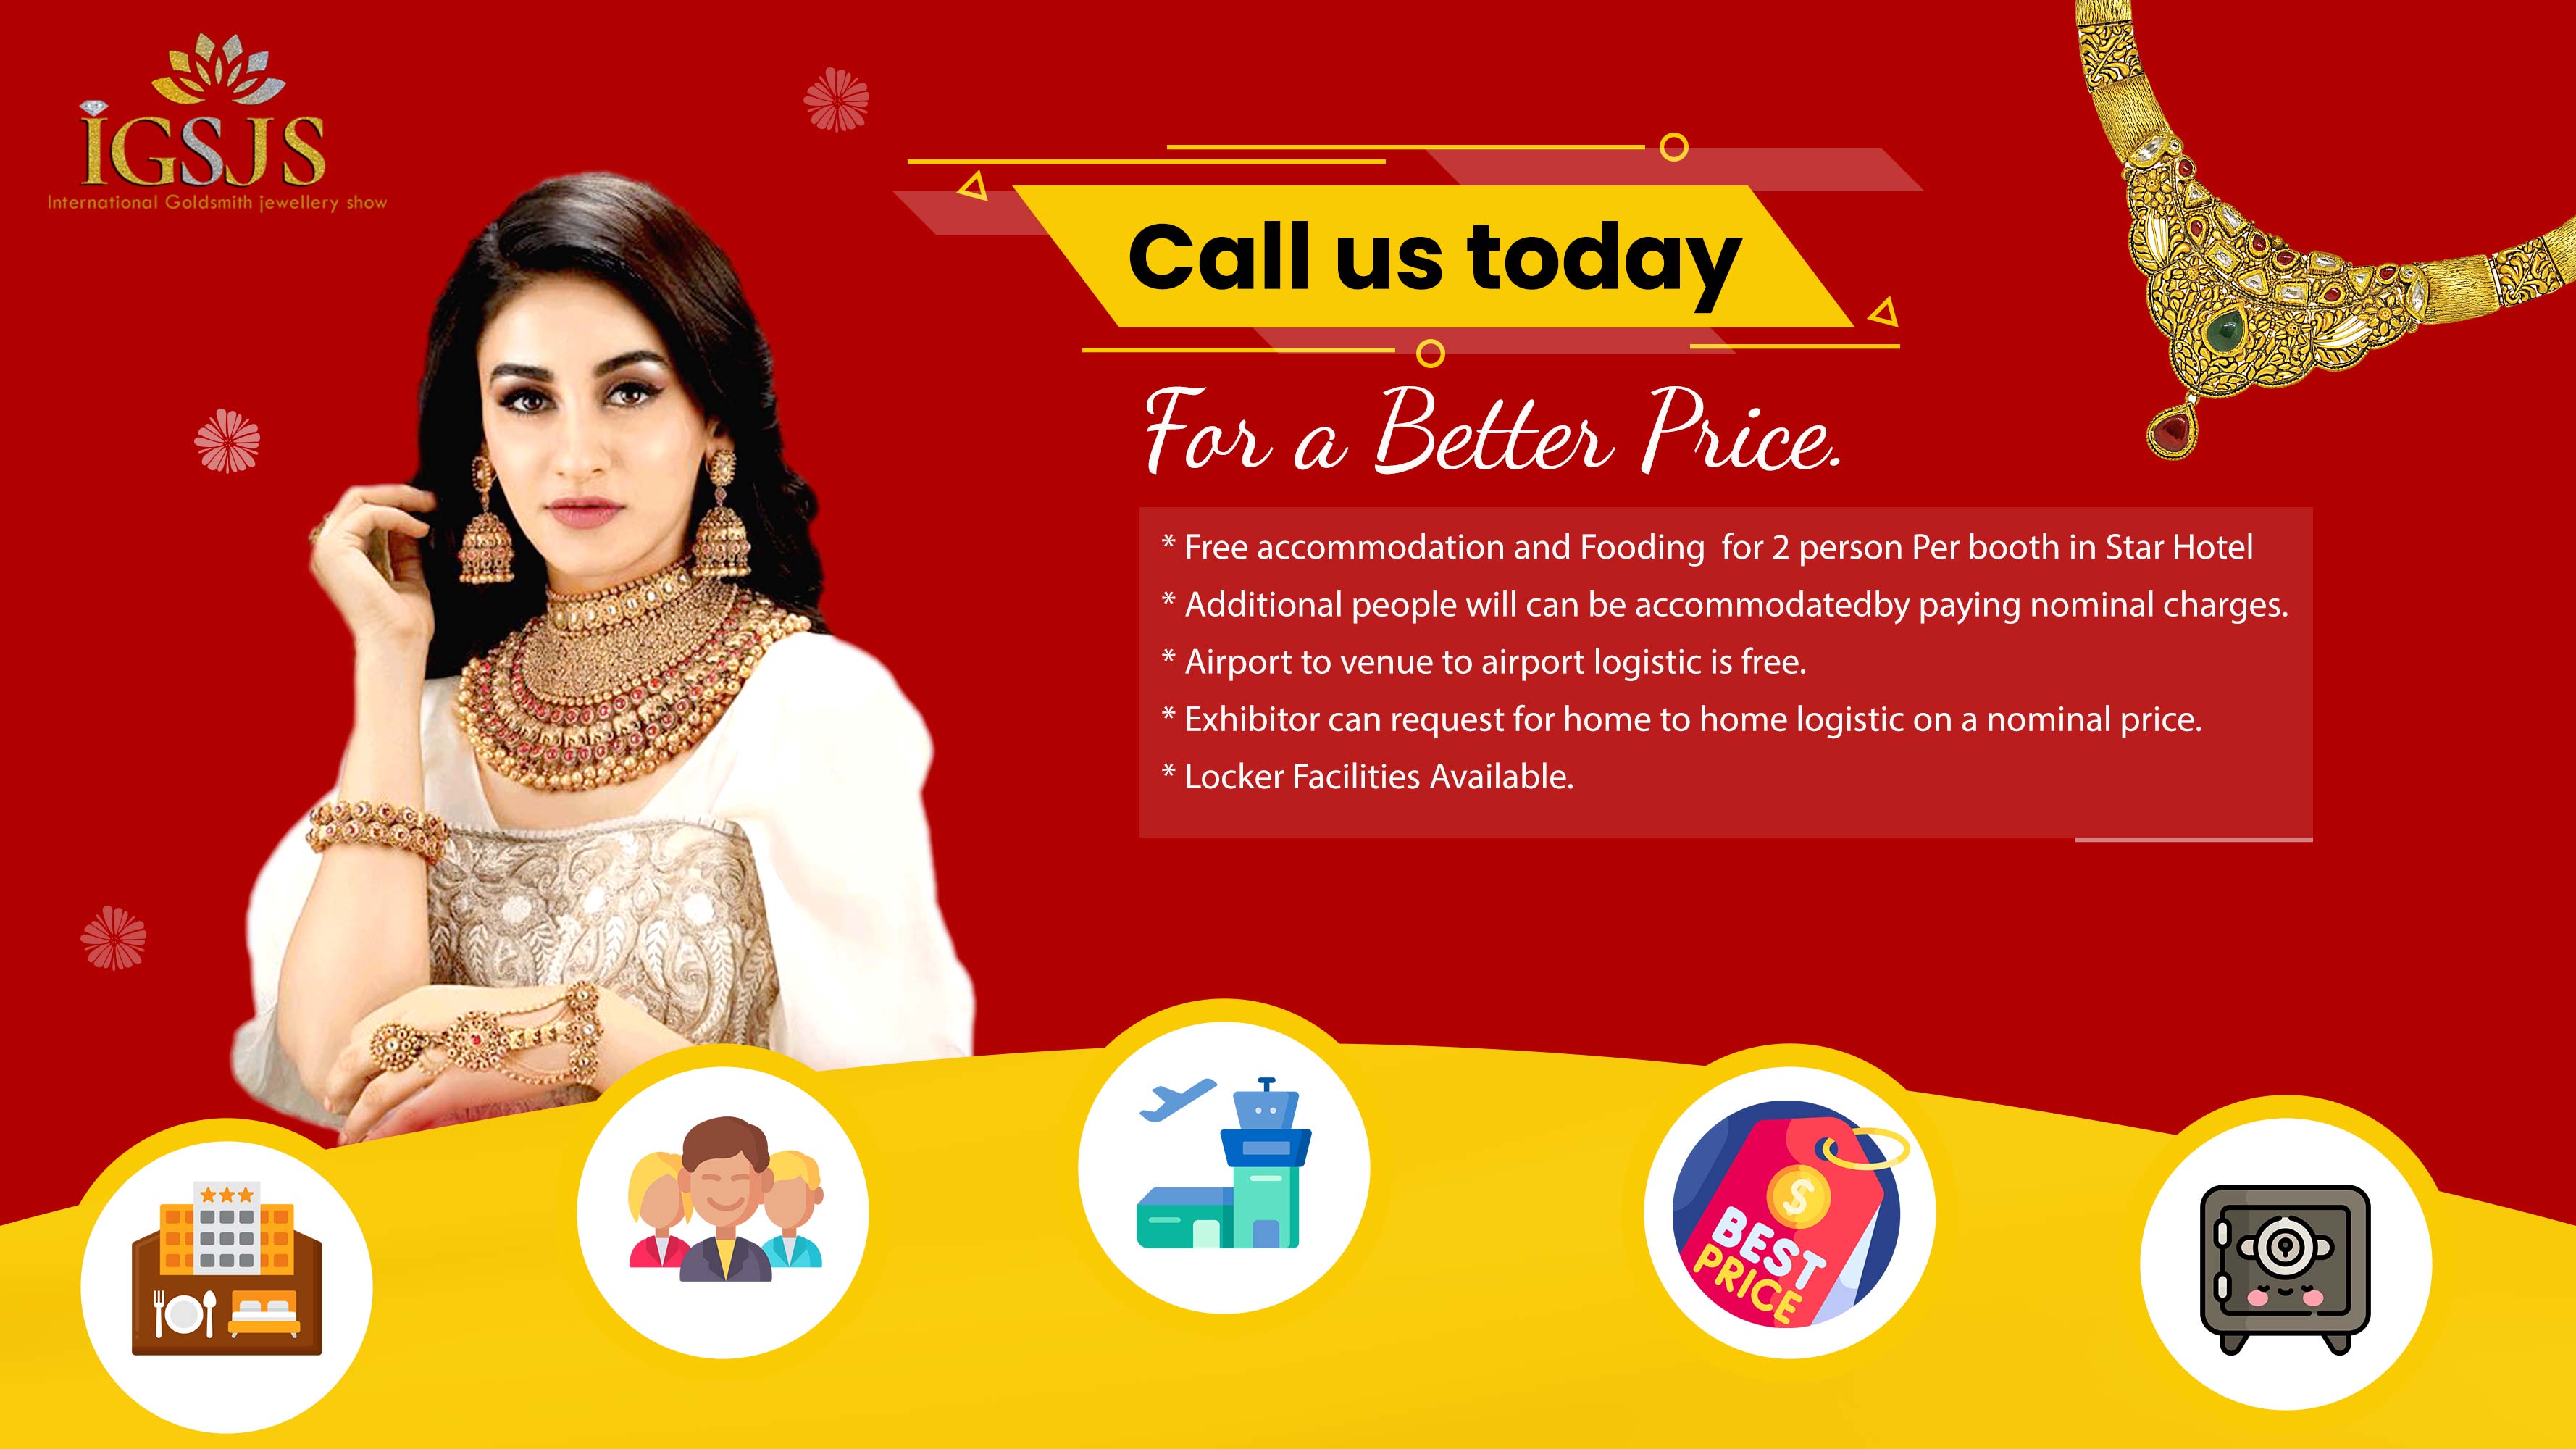 IGSJS
International Goldsmith jewellery show
Call us today
For a Better Price.
* Free accommodation and Fooding  for 2 person Per booth in Star Hotel
* Additional people will can be accommodatedby paying nominal charges.
* Airport to venue to airport logistic is free.
* Exhibitor can request for home to home logistic on a nominal price.
* Locker Facilities Available.
$
BEST
PRICE